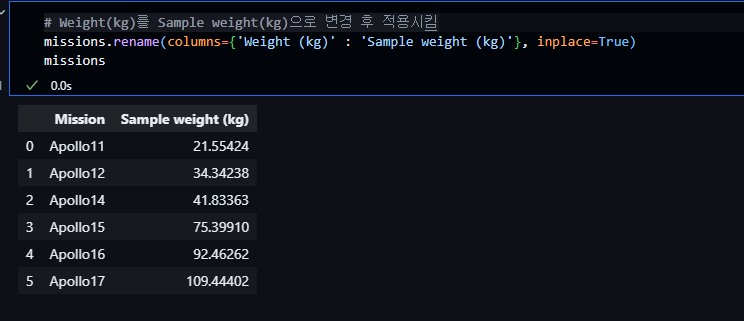 # Weight(kg)를 Sample weight(kg)으로 변경 후 적용시킴
missions.rename(columns={'Weight (kg)' : 'Sample weight (kg)'}, inplace=True)
missions
0.0s
Mission Sample weight (kg)
0 Apollo11 21.55424
1 Apollo12 34.34238
2 Apollo14 41.83363
3 Apollo15 75.39910
4 Apollo16 92.46262
5 Apollo17 109.44402